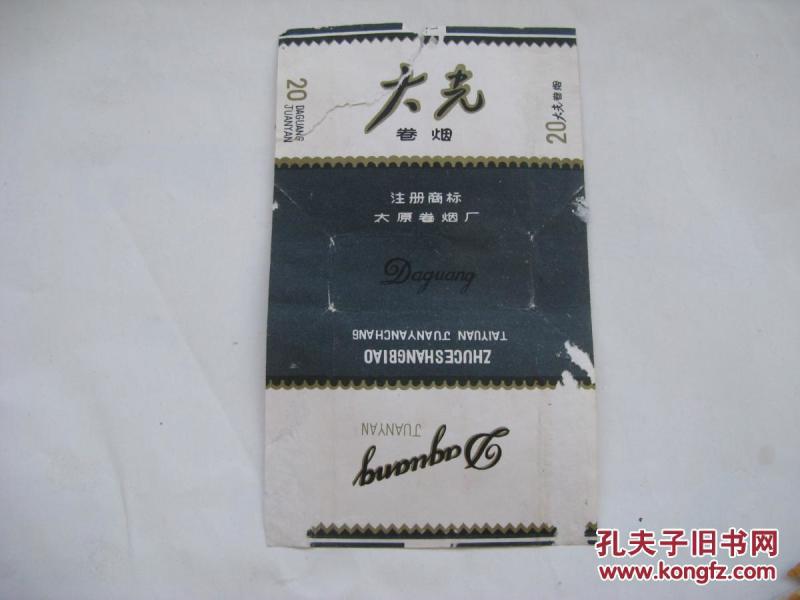 大光
卷烟
20 DAGUANG
JUANYAN
20大光卷烟
注册商标
太原卷烟厂
Daguang
TAIYUAN JUANYANCHANG
ZHUCESHANGBIAO
JUANYAN
Daguang
孔夫子旧书网
www.kongfz.com